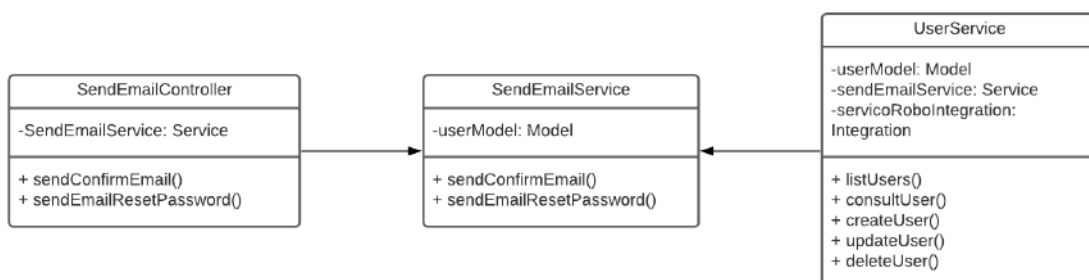 SendEmailController
-SendEmailService: Service
+ sendConfirmEmail()
+ sendEmailResetPassword()
SendEmailService
-userModel: Model
+ sendConfirmEmail()
+ sendEmailResetPassword()
UserService
-userModel: Model
-sendEmailService: Service
-servicoRoboIntegration:
Integration
+ listUsers()
+ consultUser()
+ createUser()
+ updateUser()
+ deleteUser()